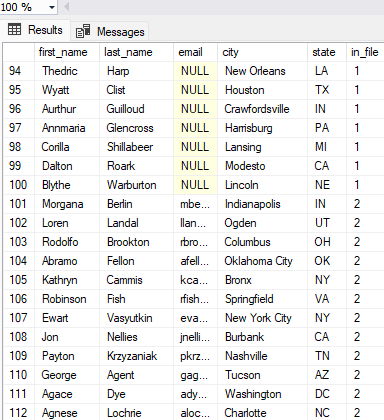 100 %
Results Messages
first_name last_name email city state in_file
94 Thedric Harp NULL New Orleans LA 1
95 Wyatt Clist NULL Houston TX 1
96 Aurthur Guilloud NULL Crawfordsville IN 1
97 Annmaria Glencross NULL Harrisburg PA 1
98 Corilla Shillabeer NULL Lansing MI 1
99 Dalton Roark NULL Modesto CA 1
100 Blythe Warburton NULL Lincoln NE 1
101 Morgana Berlin mbe... Indianapolis IN 2
102 Loren Landal llan... Ogden UT 2
103 Rodolfo Brookton rbro... Columbus OH 2
104 Abramo Fellon afell... Oklahoma City OK 2
105 Kathryn Cammis kca... Bronx NY 2
106 Robinson Fish rfish... Springfield VA 2
107 Ewart Vasyutkin eva... New York City NY 2
108 Jon Nellies jnelli... Burbank CA 2
109 Payton Krzyzaniak pkrz... Nashville TN 2
110 George Agent gag... Tucson AZ 2
111 Agace Dye ady... Washington DC 2
112 Agnese Lochrie aloc... Charlotte NC 2